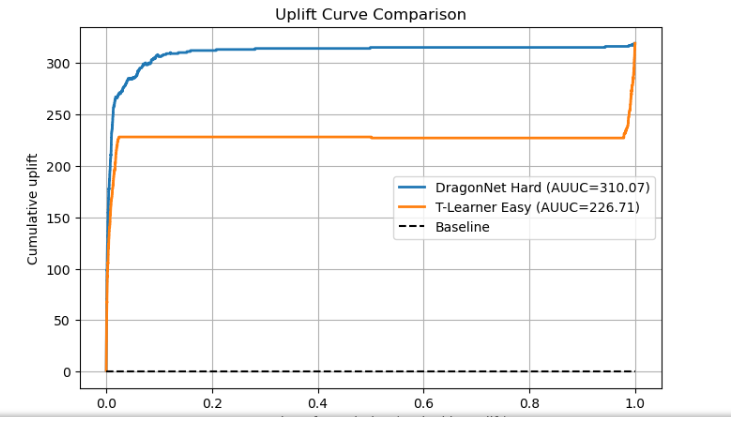 Uplift Curve Comparison
Cumulative uplift
300
250
200
150
100
50
0
DragonNet Hard (AUUC=310.07)
T-Learner Easy (AUUC=226.71)
Baseline
0.0 0.2 0.4 0.6 0.8 1.0